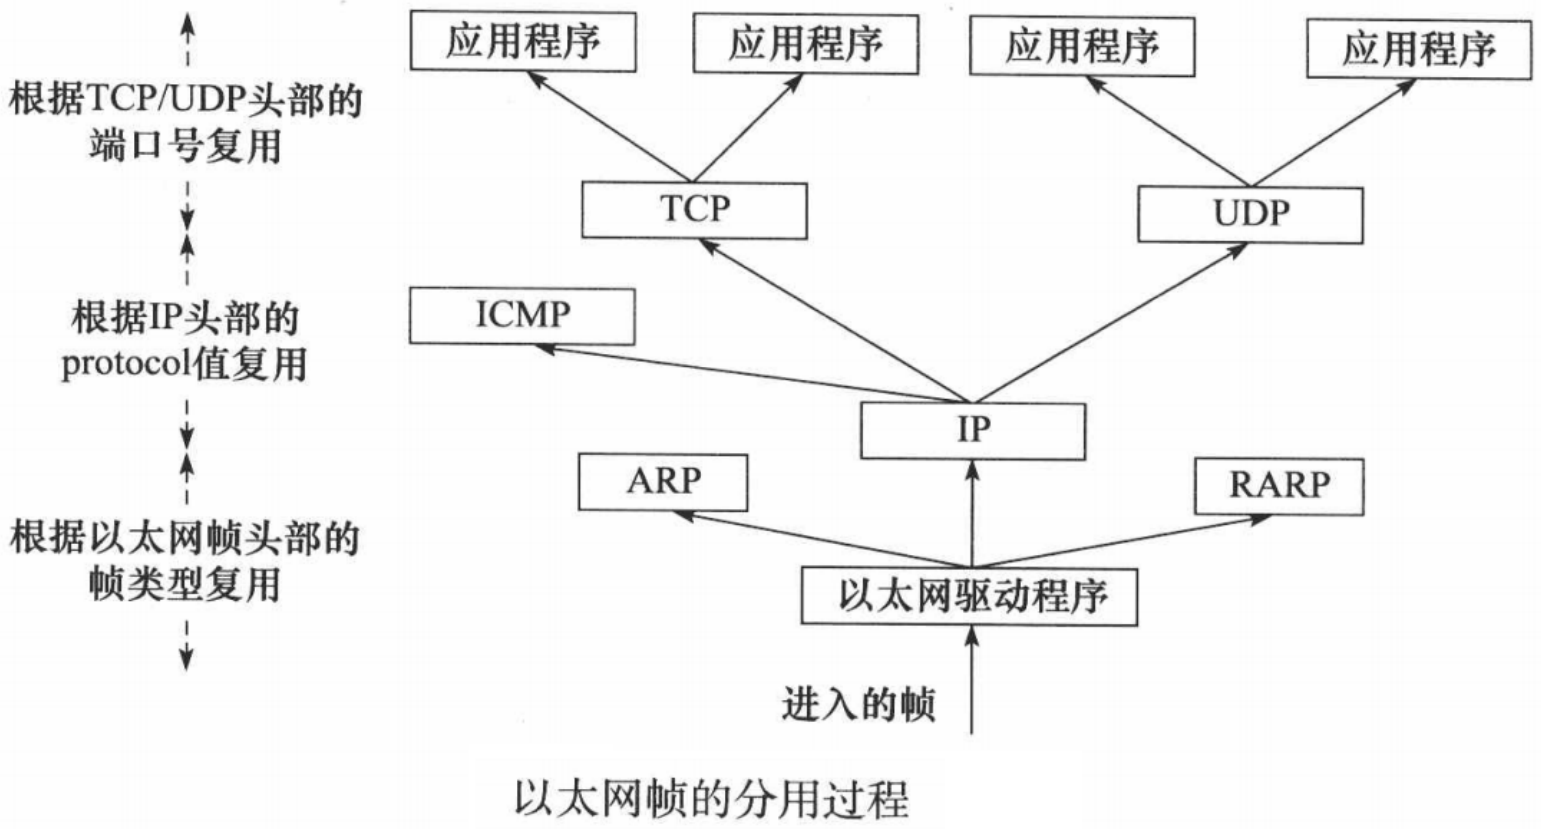 应用程序
应用程序
应用程序
应用程序
根据TCP/UDP头部的
端口号复用
TCP
UDP
根据IP头部的
protocol值复用
ICMP
IP
ARP
RARP
根据以太网帧头部的
帧类型复用
以太网驱动程序
进入的帧
以太网帧的分用过程